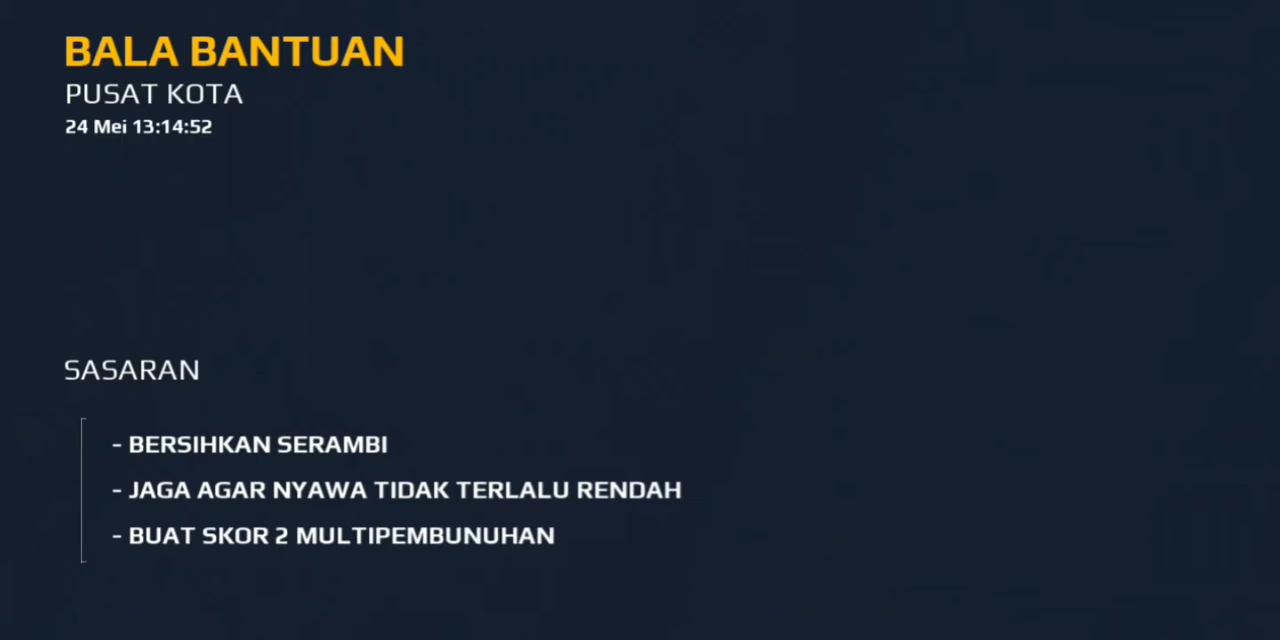 BALA BANTUAN
PUSAT KOTA
24 Mei 13:14:52
SASARAN
- BERSIHKAN SERAMBI
- JAGA AGAR NYAWA TIDAK TERLALU RENDAH
- BUAT SKOR 2 MULTIPEMBUNUHAN